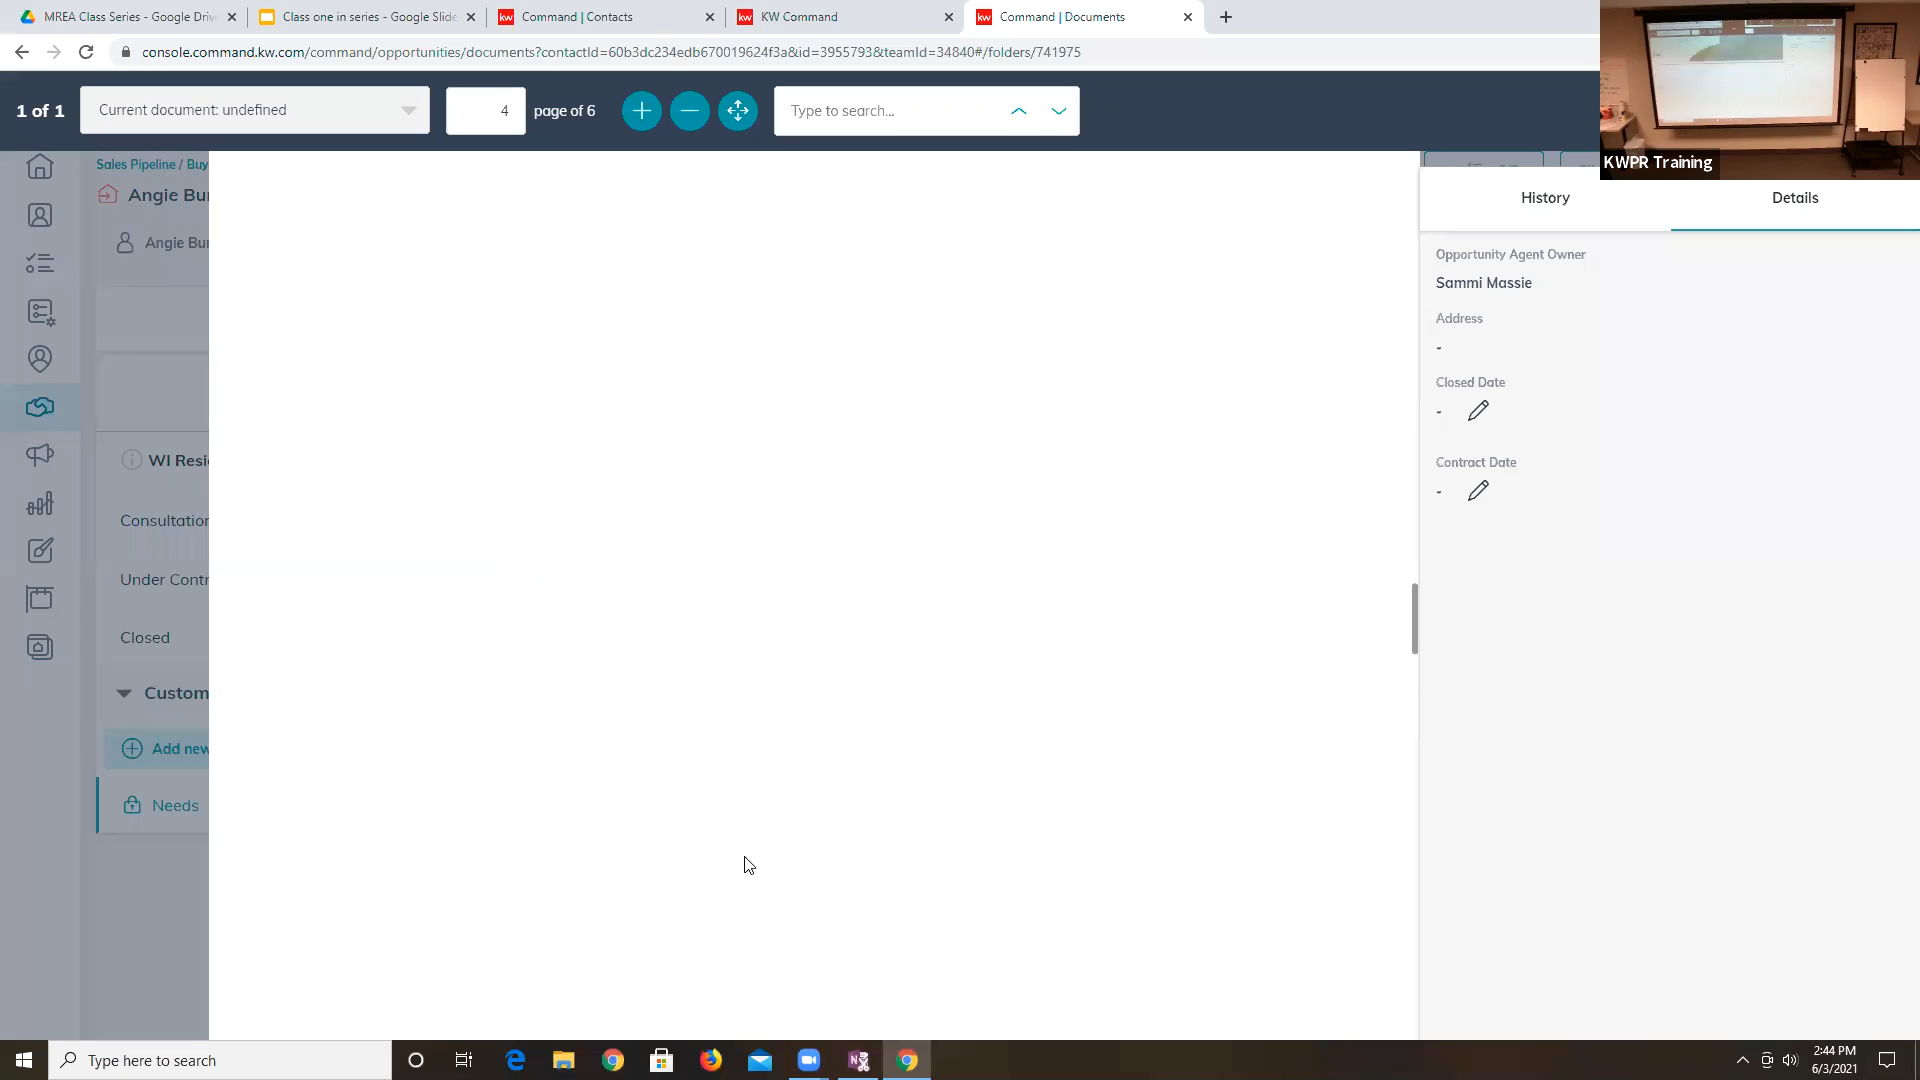 MREA Class Series - Google Driv
Class one in series - Google Slide
kw Command | Contacts
kw KW Command
kw Command | Documents
console.command.kw.com/command/opportunities/documents?contactId=60b3dc234edb670019624f3a&id=3955793&teamId=34840#/folders/741975
1 of 1
Current document: undefined
4 page of 6
Type to search...
KWPR Training
Sales Pipeline / Buy
Angie Bu
Angie Bu
WI Resi
Consultation
Under Contr
Closed
Custom
Add new
Needs
History
Details
Opportunity Agent Owner
Sammi Massie
Address
-
Closed Date
-
Contract Date
-
Type here to search
2:44 PM
6/3/2021